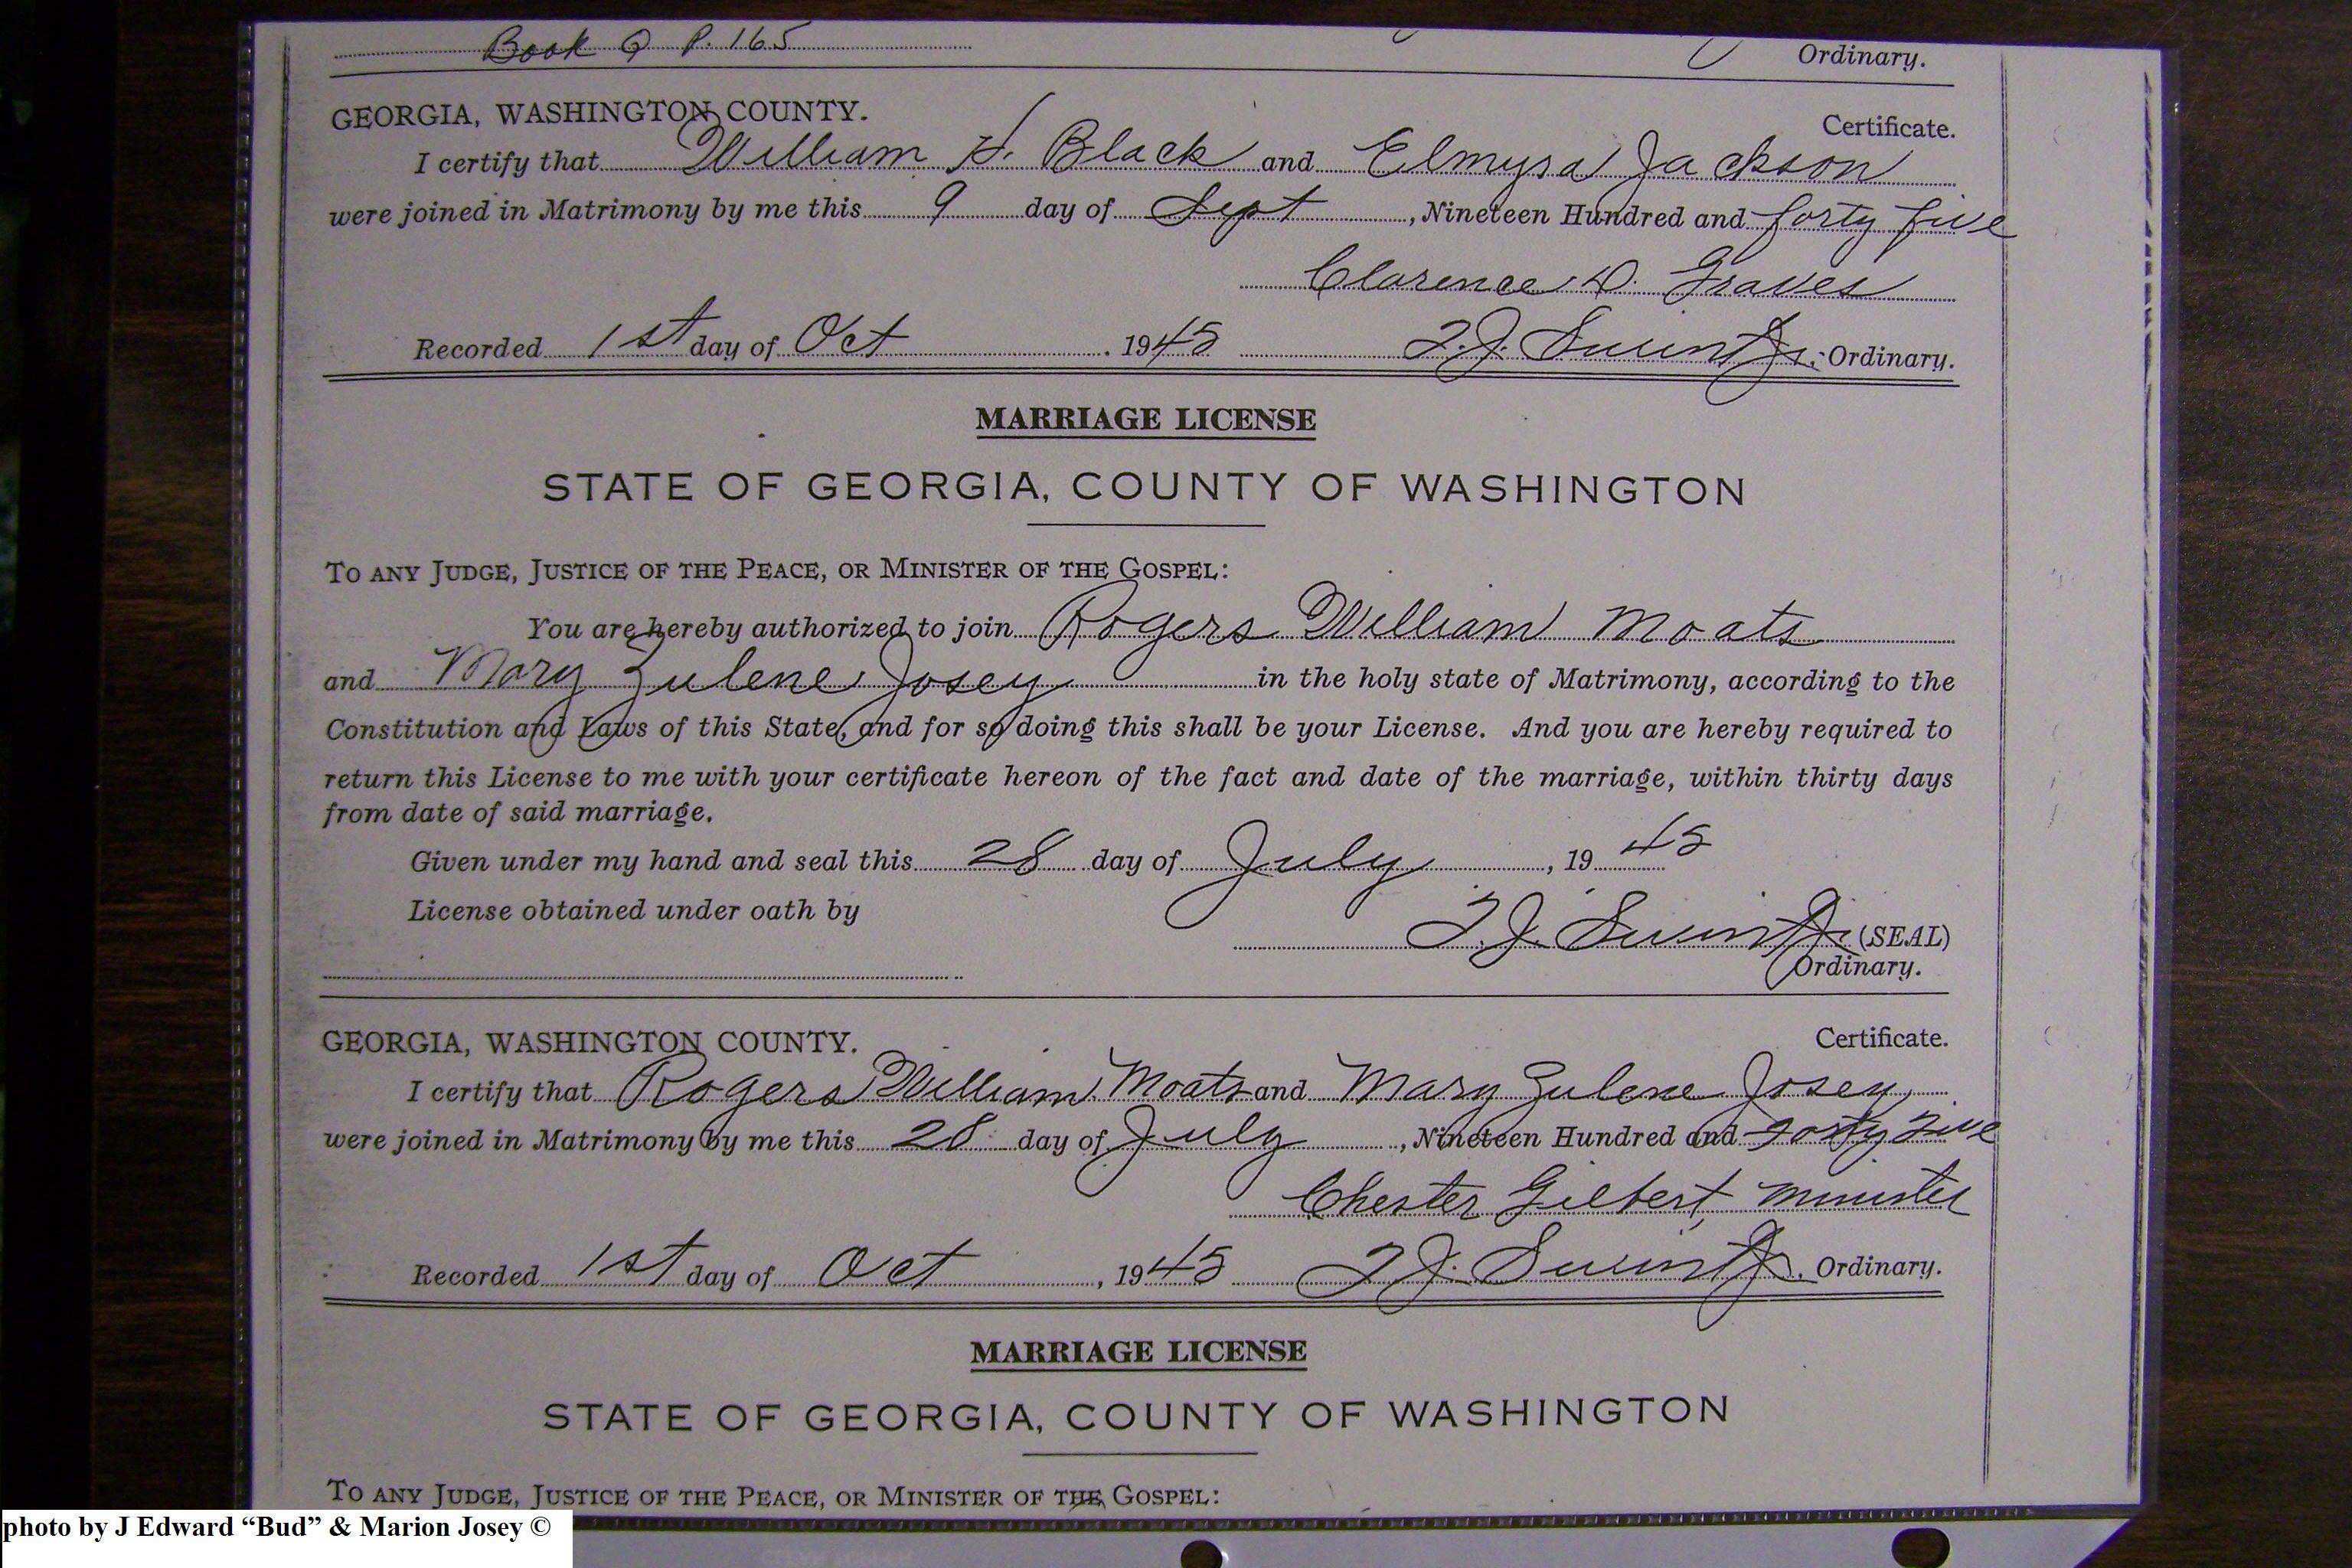 Book Q P. 165
Ordinary.
GEORGIA, WASHINGTON COUNTY.
Certificate.
I certify that William H. Black and Elmyra Jackson
were joined in Matrimony by me this 9 day of Sept, Nineteen Hundred and forty five
Clarence D. Graves
Recorded 1st day of Oct. 1945 T. J. Swint Jr. Ordinary.
MARRIAGE LICENSE
STATE OF GEORGIA, COUNTY OF WASHINGTON
TO ANY JUDGE, JUSTICE OF THE PEACE, OR MINISTER OF THE GOSPEL:
You are hereby authorized to join Rogers William Moats
and Mary Zulene Josey in the holy state of Matrimony, according to the
Constitution and Laws of this State, and for so doing this shall be your License. And you are hereby required to
return this License to me with your certificate hereon of the fact and date of the marriage, within thirty days
from date of said marriage.
Given under my hand and seal this 28 day of July, 1945
License obtained under oath by
T. J. Swint Jr. (SEAL)
Ordinary.
GEORGIA, WASHINGTON COUNTY.
Certificate.
I certify that Rogers William Moats and Mary Zulene Josey
were joined in Matrimony by me this 28 day of July, Nineteen Hundred and forty five
Chester Gilbert, minister
Recorded 1st day of Oct, 1945 T. J. Swint Jr. Ordinary.
MARRIAGE LICENSE
STATE OF GEORGIA, COUNTY OF WASHINGTON
TO ANY JUDGE, JUSTICE OF THE PEACE, OR MINISTER OF THE GOSPEL:
photo by J Edward “Bud” & Marion Josey ©